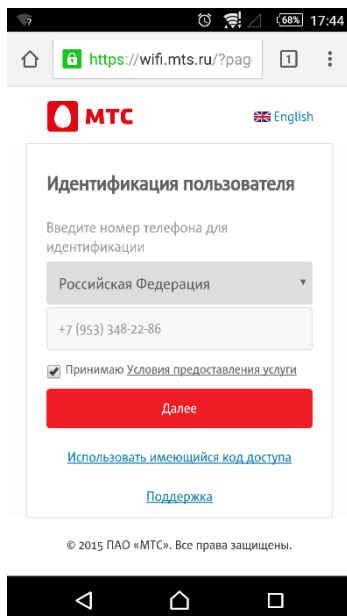 68% 17:44
https://wifi.mts.ru/?pag 1
МТС English
Идентификация пользователя
Введите номер телефона для
идентификации
Российская Федерация
+7 (953) 348-22-86
Принимаю Условия предоставления услуги
Далее
Использовать имеющийся код доступа
Поддержка
© 2015 ПАО «МТС». Все права защищены.